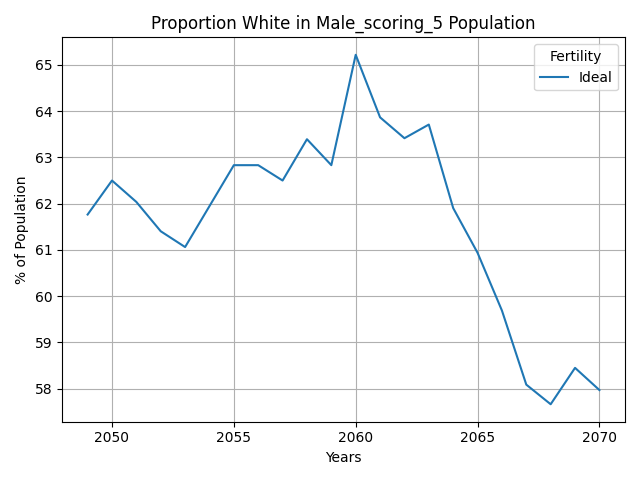 Proportion White in Male_scoring_5 Population
Fertility
Ideal
% of Population
65
64
63
62
61
60
59
58
2050
2055
2060
2065
2070
Years